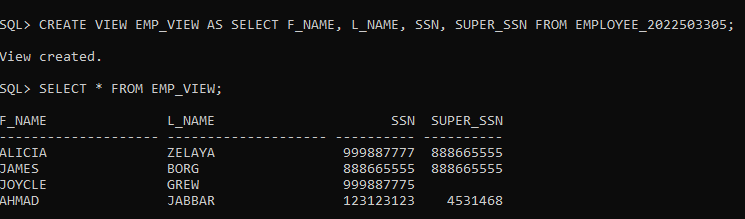 SQL> CREATE VIEW EMP_VIEW AS SELECT F_NAME, L_NAME, SSN, SUPER_SSN FROM EMPLOYEE_2022503305;
View created.
SQL> SELECT * FROM EMP_VIEW;
F_NAME L_NAME SSN SUPER_SSN
-------------------- -------------------- ---------- ----------
ALICIA ZELAYA 999887777 888665555
JAMES BORG 888665555 888665555
JOYCLE GREW 999887775
AHMAD JABBAR 123123123 4531468